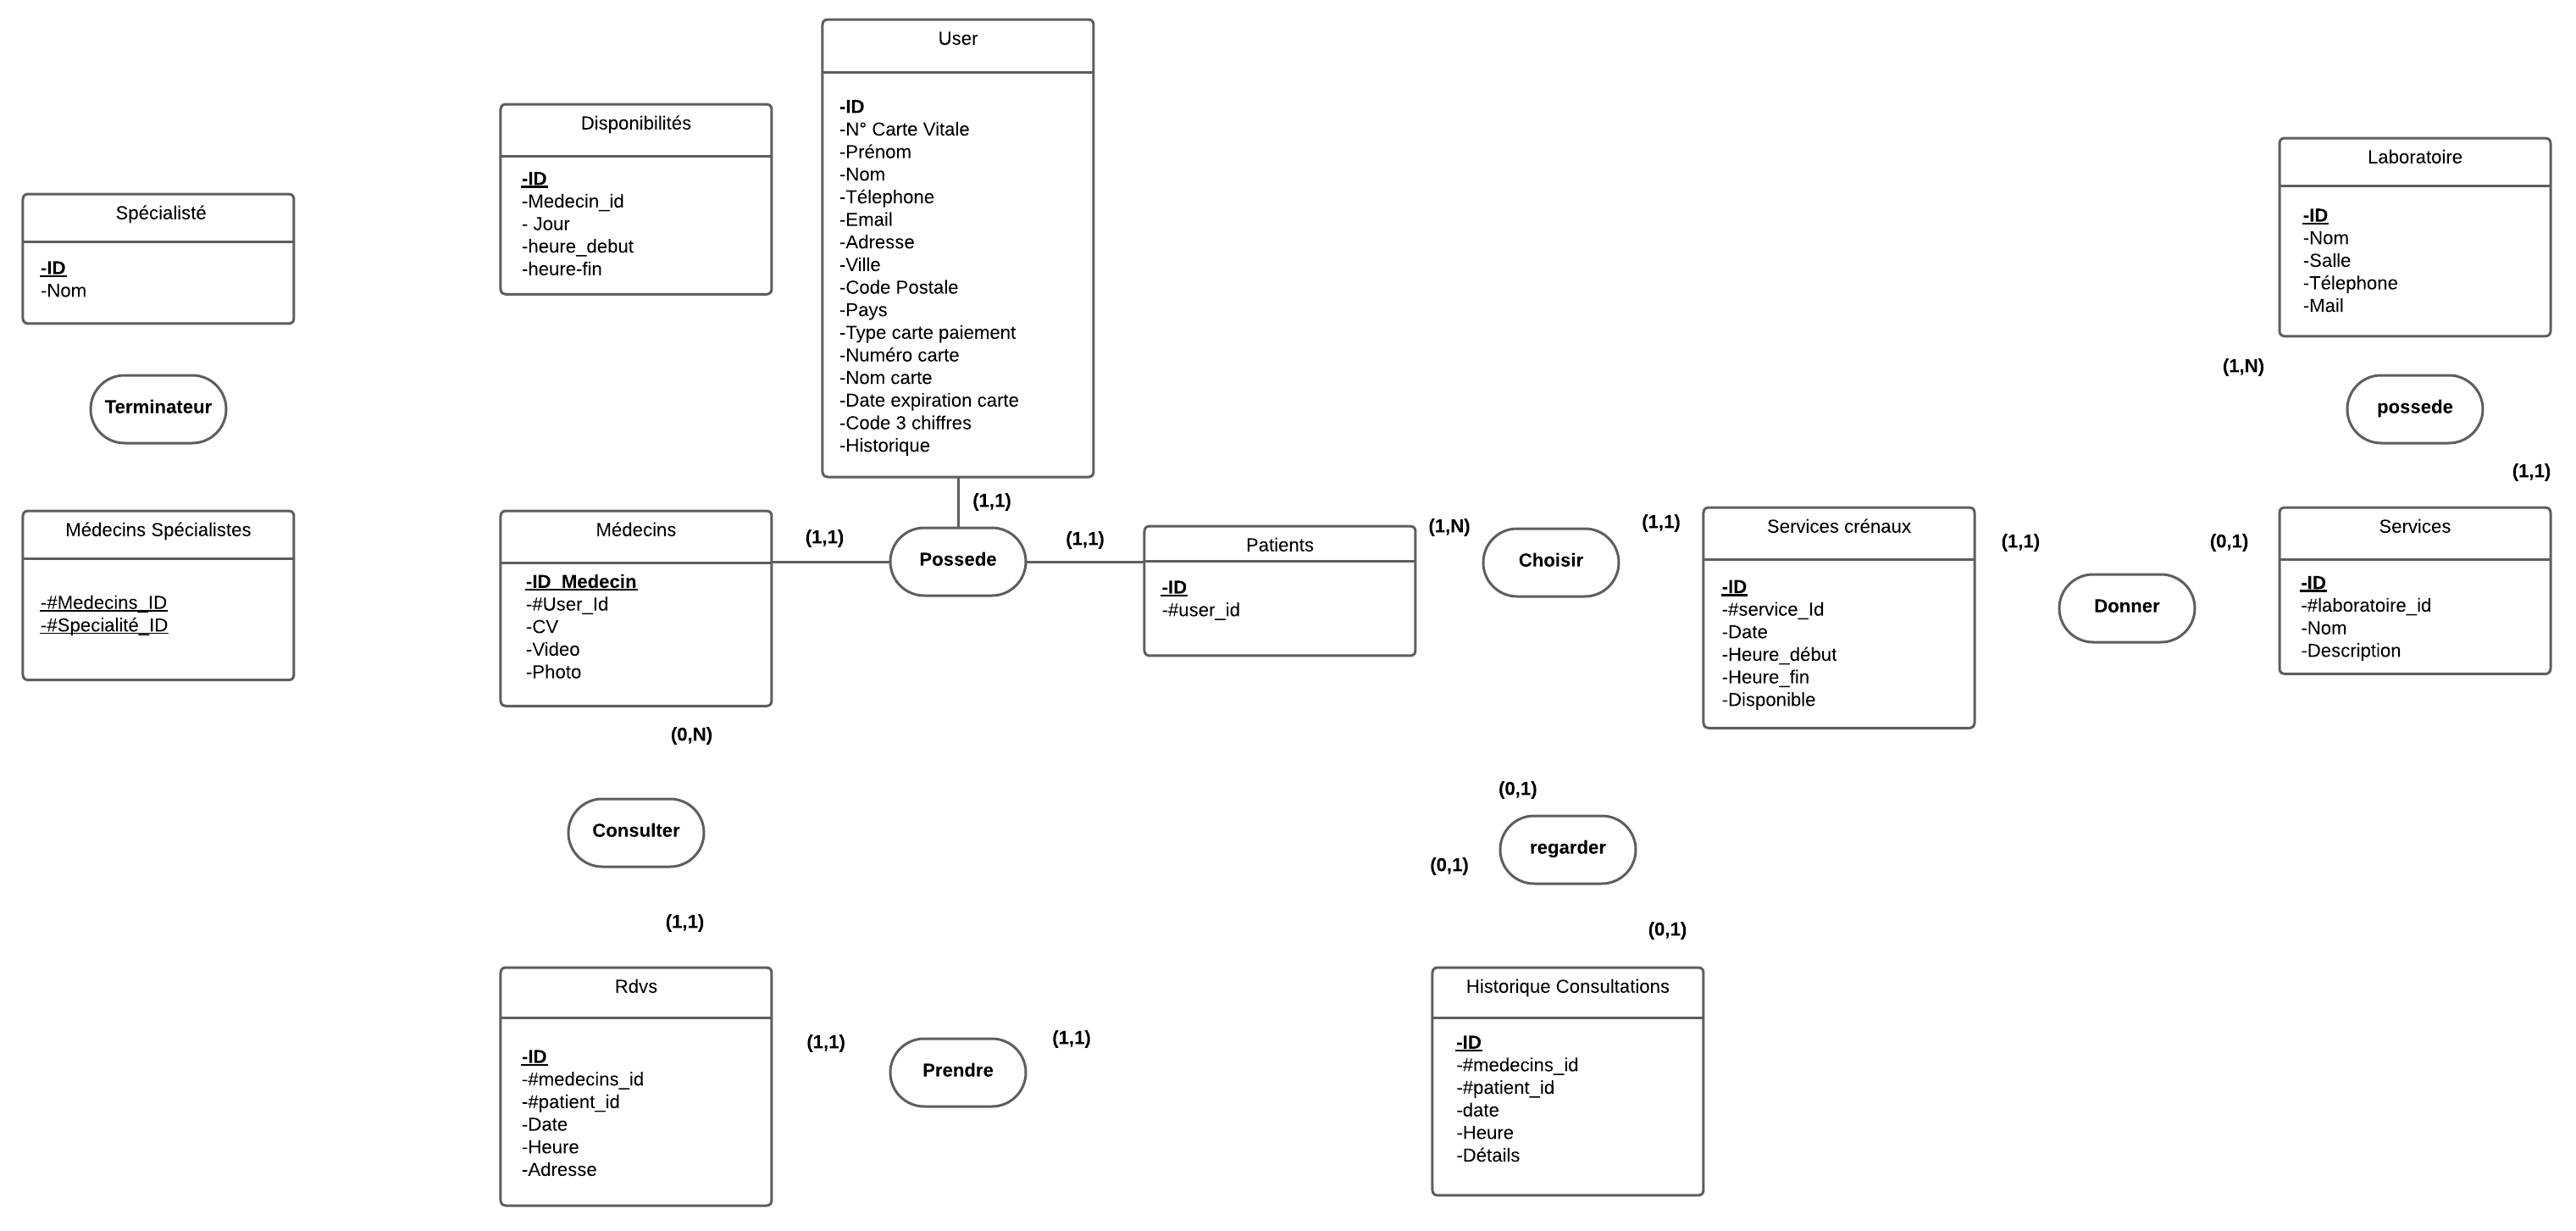 User
-ID
-N° Carte Vitale
-Prénom
-Nom
-Télephone
-Email
-Adresse
-Ville
-Code Postale
-Pays
-Type carte paiement
-Numéro carte
-Nom carte
-Date expiration carte
-Code 3 chiffres
-Historique
Disponibilités
-ID
-Medecin_id
- Jour
-heure_debut
-heure-fin
Laboratoire
-ID
-Nom
-Salle
-Télephone
-Mail
Spécialisté
-ID
-Nom
(1,N)
Terminateur
possede
(1,1)
(1,1)
Médecins Spécialistes
-#Medecins_ID
-#Specialité_ID
Médecins
-ID_Medecin
-#User_Id
-CV
-Video
-Photo
(1,1)
Possede
(1,1)
Patients
-ID
-#user_id
(1,N)
Choisir
(1,1)
Services crénaux
-ID
-#service_Id
-Date
-Heure_début
-Heure_fin
-Disponible
(1,1)
Donner
(0,1)
Services
-ID
-#laboratoire_id
-Nom
-Description
(0,N)
Consulter
(1,1)
(0,1)
regarder
(0,1)
(0,1)
Rdvs
-ID
-#medecins_id
-#patient_id
-Date
-Heure
-Adresse
(1,1)
Prendre
(1,1)
Historique Consultations
-ID
-#medecins_id
-#patient_id
-date
-Heure
-Détails